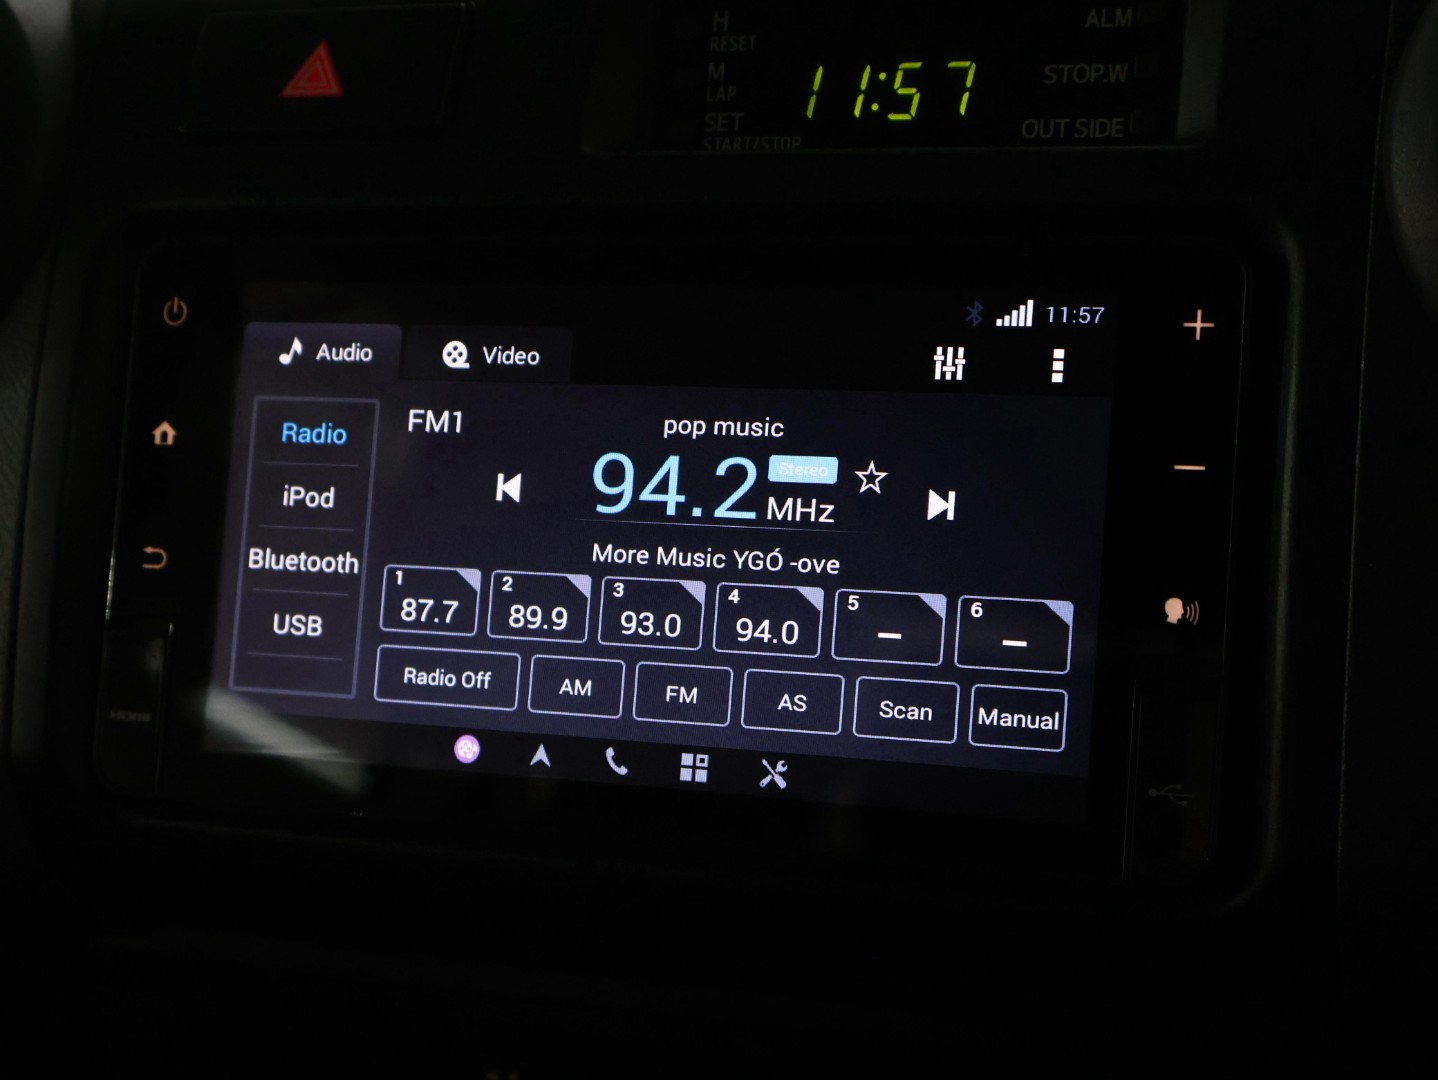 H
RESET
M
LAP
SET
START/STOP
11:57
ALM
STOP.W
OUT SIDE
11:57
Audio
Video
Radio
iPod
Bluetooth
USB
FM1
pop music
94.2 Stereo
MHz
More Music YGÓ -ove
1 2 3 4 5 6
87.7 89.9 93.0 94.0 – –
Radio Off AM FM AS Scan Manual
HDMI